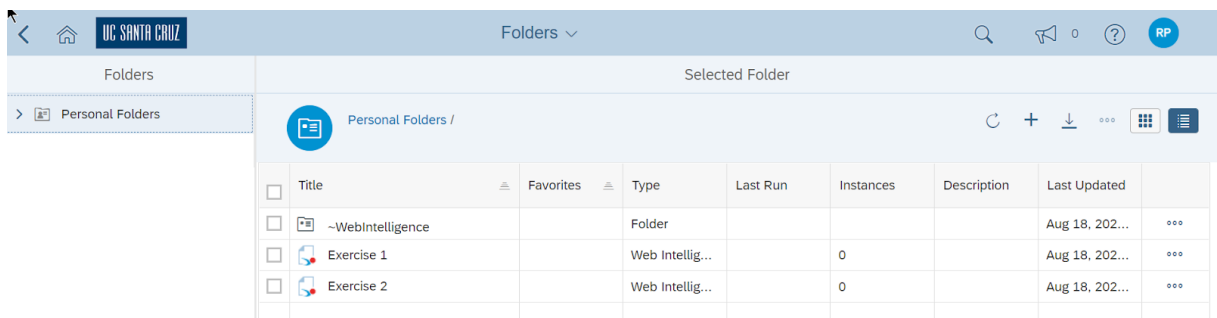 UC SANTA CRUZ Folders 0 RP
Folders Selected Folder
Personal Folders
Personal Folders /
Title Favorites Type Last Run Instances Description Last Updated
~WebIntelligence Folder Aug 18, 202...
Exercise 1 Web Intellig... 0 Aug 18, 202...
Exercise 2 Web Intellig... 0 Aug 18, 202...